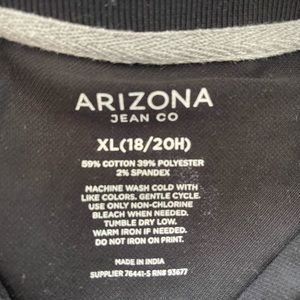 ARIZONA
JEAN CO
XL(18/20H)
59% COTTON 39% POLYESTER
2% SPANDEX
MACHINE WASH COLD WITH
LIKE COLORS. GENTLE CYCLE.
USE ONLY NON-CHLORINE
BLEACH WHEN NEEDED.
TUMBLE DRY LOW.
WARM IRON IF NEEDED.
DO NOT IRON ON PRINT.
MADE IN INDIA
SUPPLIER 76441-5 RN# 93677